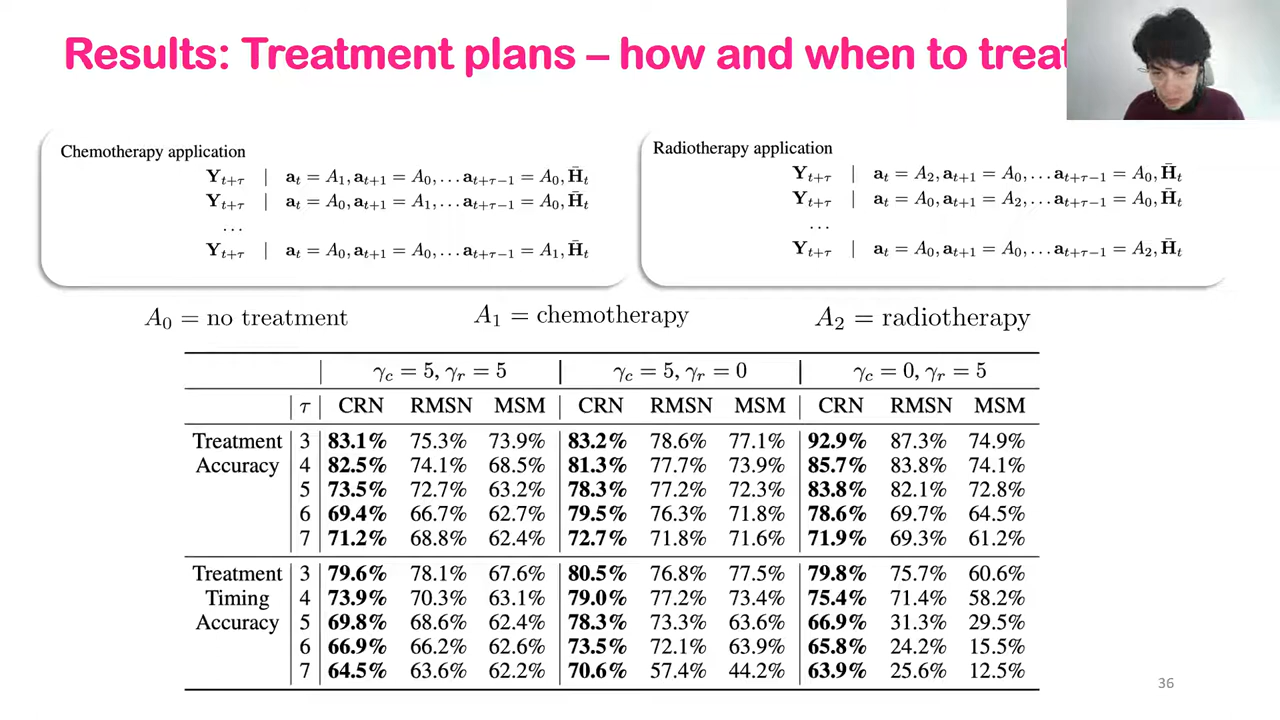 Results: Treatment plans – how and when to treat
Chemotherapy application
Y_{t+τ} | a_t = A_1, a_{t+1} = A_0, … a_{t+τ−1} = A_0, H̄_t
Y_{t+τ} | a_t = A_0, a_{t+1} = A_1, … a_{t+τ−1} = A_0, H̄_t
…
Y_{t+τ} | a_t = A_0, a_{t+1} = A_0, … a_{t+τ−1} = A_1, H̄_t
Radiotherapy application
Y_{t+τ} | a_t = A_2, a_{t+1} = A_0, … a_{t+τ−1} = A_0, H̄_t
Y_{t+τ} | a_t = A_0, a_{t+1} = A_2, … a_{t+τ−1} = A_0, H̄_t
…
Y_{t+τ} | a_t = A_0, a_{t+1} = A_0, … a_{t+τ−1} = A_2, H̄_t
A_0 = no treatment A_1 = chemotherapy A_2 = radiotherapy
γ_c = 5, γ_r = 5 γ_c = 5, γ_r = 0 γ_c = 0, γ_r = 5
τ CRN RMSN MSM CRN RMSN MSM CRN RMSN MSM
Treatment 3 83.1% 75.3% 73.9% 83.2% 78.6% 77.1% 92.9% 87.3% 74.9%
Accuracy 4 82.5% 74.1% 68.5% 81.3% 77.7% 73.9% 85.7% 83.8% 74.1%
5 73.5% 72.7% 63.2% 78.3% 77.2% 72.3% 83.8% 82.1% 72.8%
6 69.4% 66.7% 62.7% 79.5% 76.3% 71.8% 78.6% 69.7% 64.5%
7 71.2% 68.8% 62.4% 72.7% 71.8% 71.6% 71.9% 69.3% 61.2%
Treatment 3 79.6% 78.1% 67.6% 80.5% 76.8% 77.5% 79.8% 75.7% 60.6%
Timing 4 73.9% 70.3% 63.1% 79.0% 77.2% 73.4% 75.4% 71.4% 58.2%
Accuracy 5 69.8% 68.6% 62.4% 78.3% 73.3% 63.6% 66.9% 31.3% 29.5%
6 66.9% 66.2% 62.6% 73.5% 72.1% 63.9% 65.8% 24.2% 15.5%
7 64.5% 63.6% 62.2% 70.6% 57.4% 44.2% 63.9% 25.6% 12.5%
36